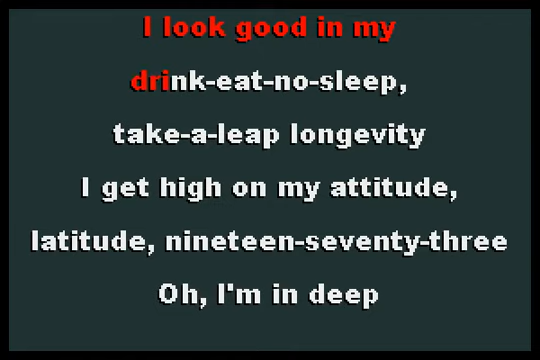 I look good in my
drink-eat-no-sleep,
take-a-leap longevity
I get high on my attitude,
latitude, nineteen-seventy-three
Oh, I'm in deep